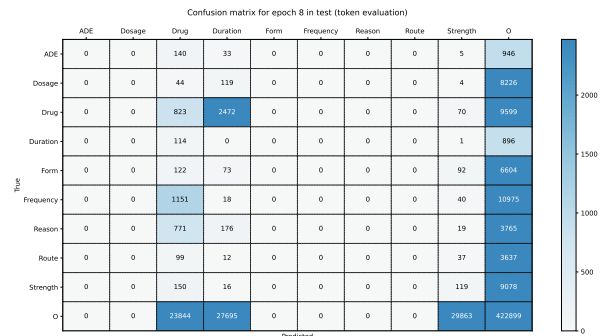 Confusion matrix for epoch 8 in test (token evaluation)
ADE Dosage Drug Duration Form Frequency Reason Route Strength O
ADE 0 0 140 33 0 0 0 0 5 946
Dosage 0 0 44 119 0 0 0 0 4 8226
Drug 0 0 823 2472 0 0 0 0 70 9599
Duration 0 0 114 0 0 0 0 0 1 896
Form 0 0 122 73 0 0 0 0 92 6604
Frequency 0 0 1151 18 0 0 0 0 40 10975
Reason 0 0 771 176 0 0 0 0 19 3765
Route 0 0 99 12 0 0 0 0 37 3637
Strength 0 0 150 16 0 0 0 0 119 9078
O 0 0 23844 27695 0 0 0 0 29863 422899
True
2000
1500
1000
500
0